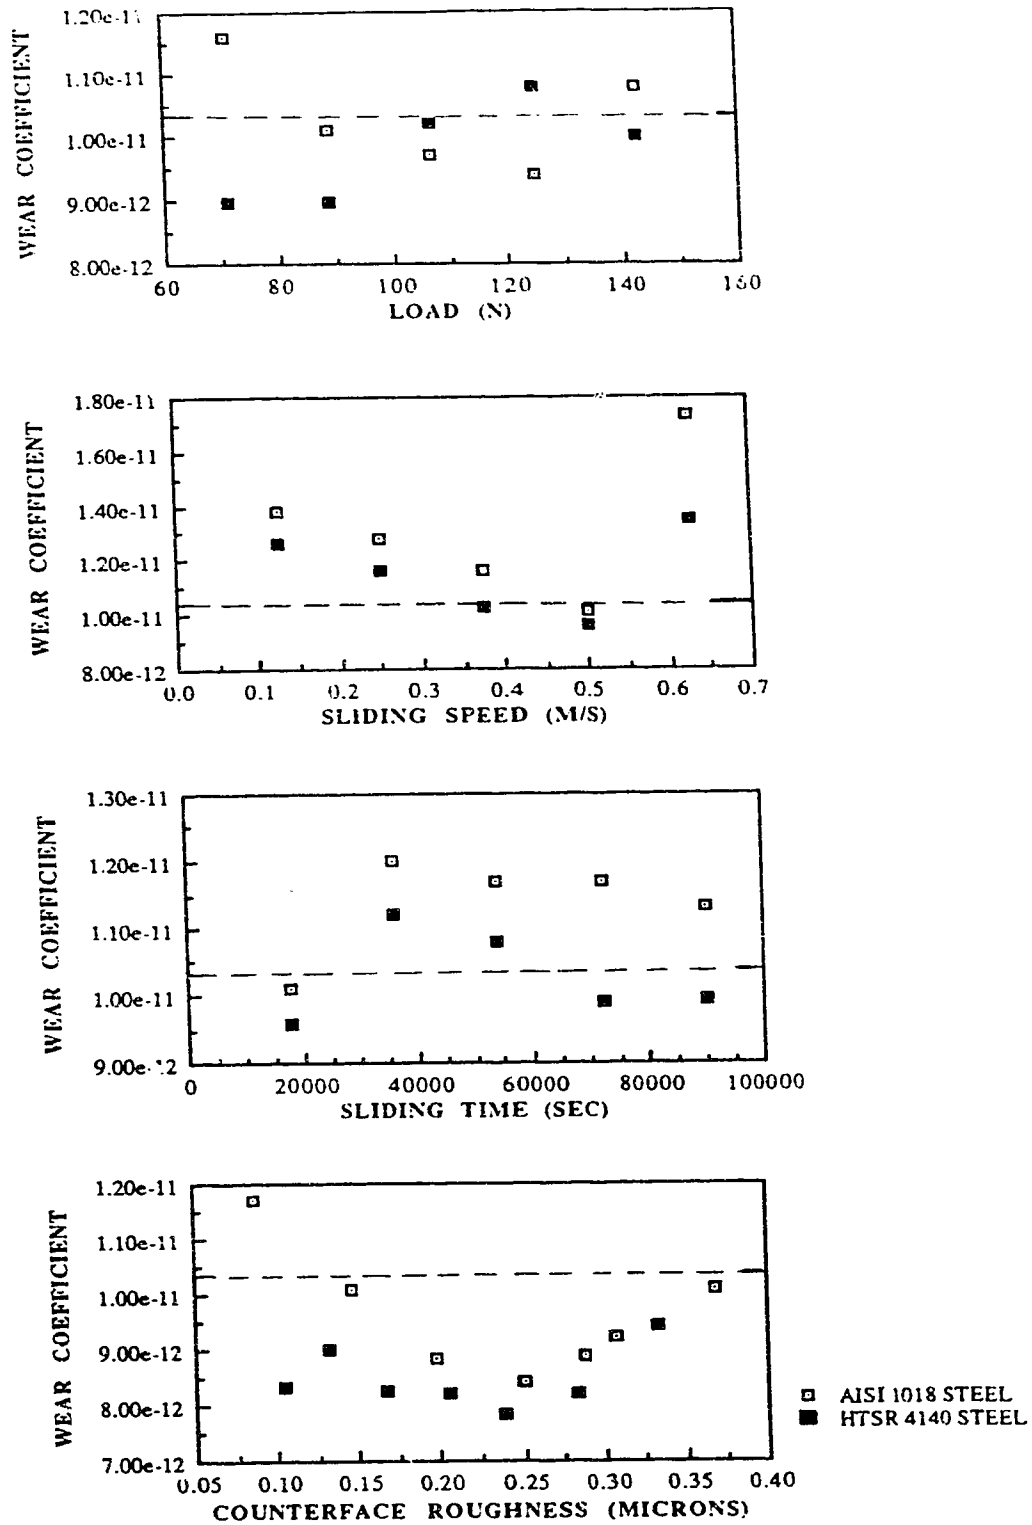 WEAR COEFFICIENT
1.10e-11
1.00e-11
9.00e-12
8.00e-12
60 80 100 120 140
LOAD (N)
WEAR COEFFICIENT
1.80e-11
1.60e-11
1.40e-11
1.20e-11
1.00e-11
8.00e-12
0.0 0.1 0.2 0.3 0.4 0.5 0.6 0.7
SLIDING SPEED (M/S)
WEAR COEFFICIENT
1.30e-11
1.20e-11
1.10e-11
1.00e-11
0 20000 40000 60000 80000 100000
SLIDING TIME (SEC)
WEAR COEFFICIENT
1.20e-11
1.10e-11
1.00e-11
9.00e-12
8.00e-12
7.00e-12
0.05 0.10 0.15 0.20 0.25 0.30 0.35 0.40
COUNTERFACE ROUGHNESS (MICRONS)
AISI 1018 STEEL
HTSR 4140 STEEL